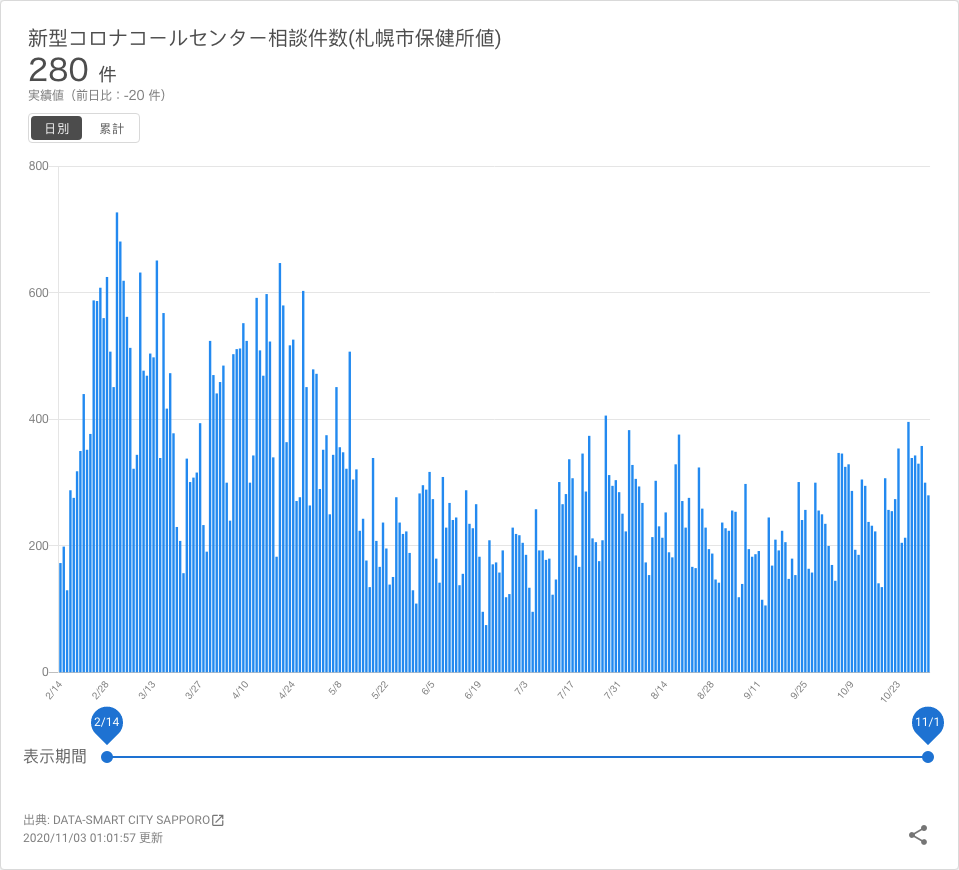 新型コロナコールセンター相談件数(札幌市保健所値)
280 件
実績値（前日比：-20 件）
日別 累計
800
600
400
200
0
2/14 2/28 3/13 3/27 4/10 4/24 5/8 5/22 6/5 6/19 7/3 7/17 7/31 8/14 8/28 9/11 9/25 10/9 10/23
2/14 11/1
表示期間
出典: DATA-SMART CITY SAPPORO
2020/11/03 01:01:57 更新